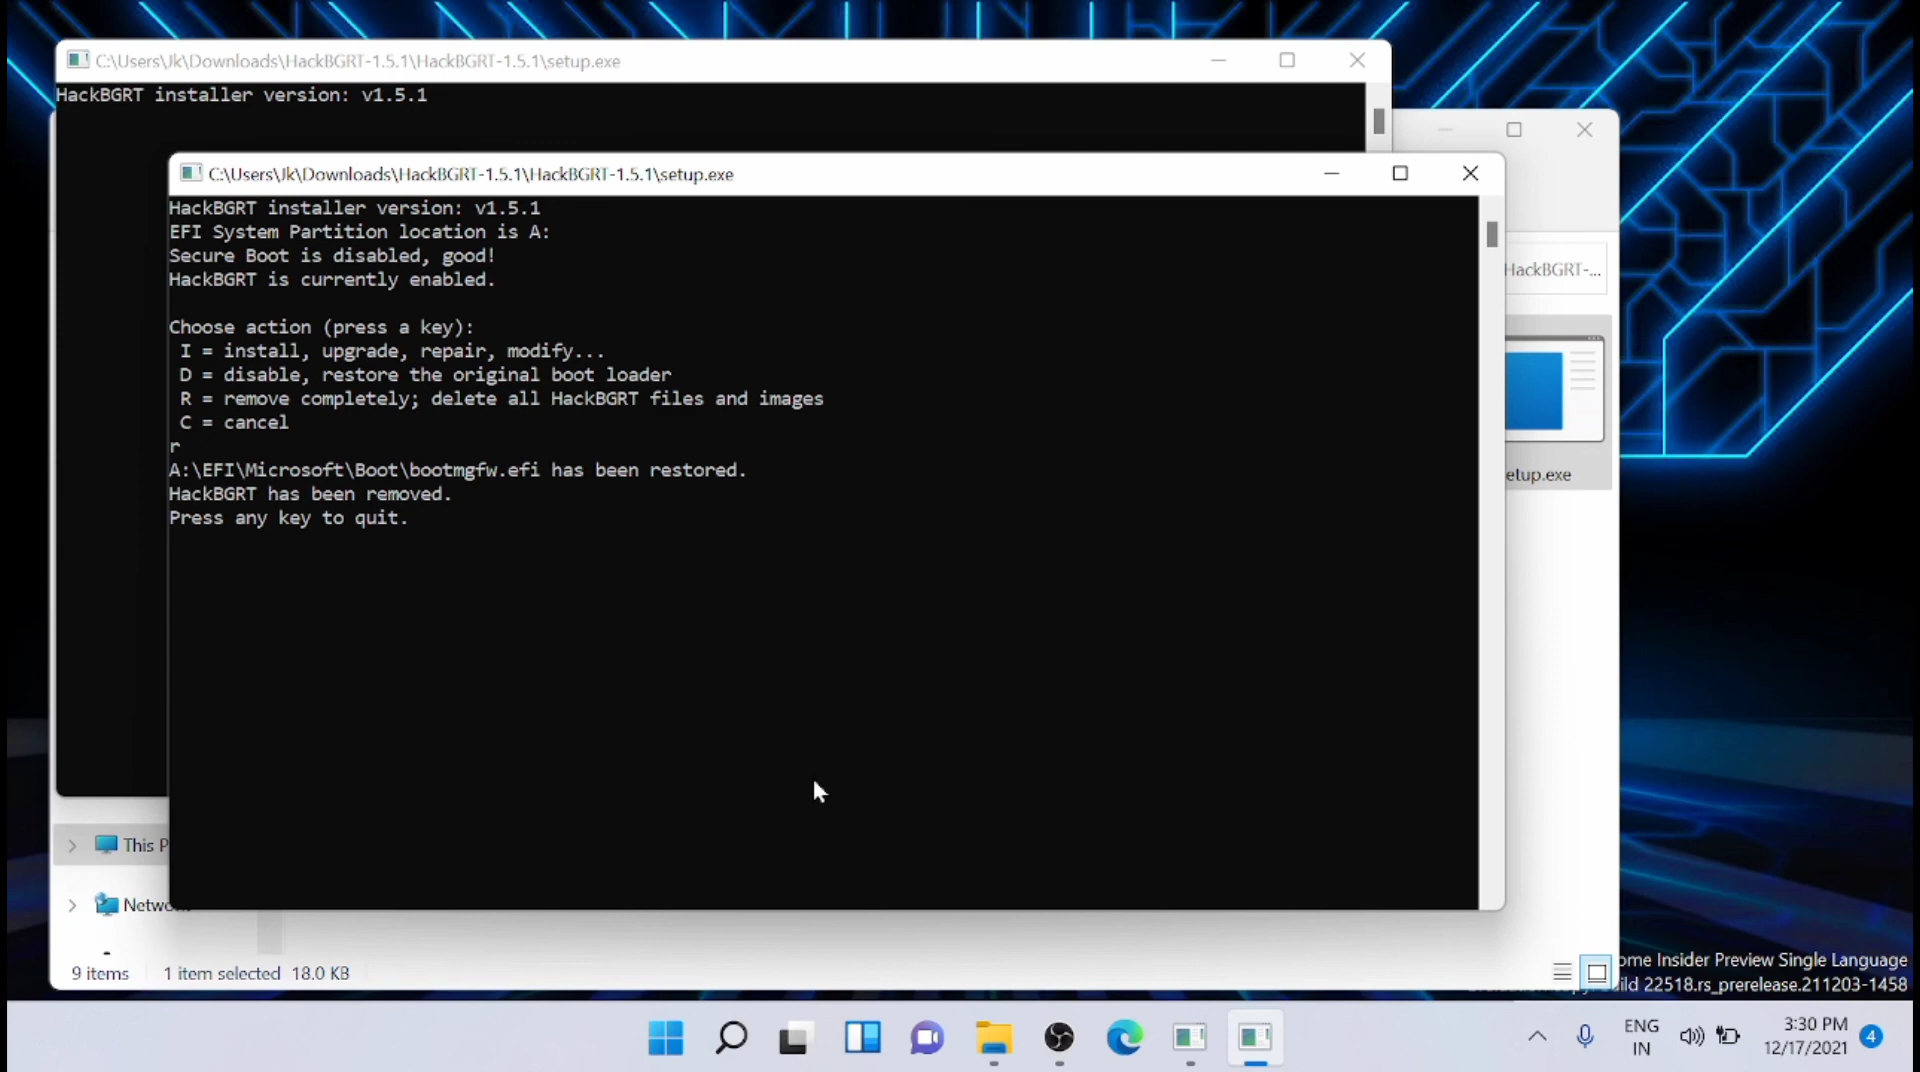 C:\Users\Jk\Downloads\HackBGRT-1.5.1\HackBGRT-1.5.1\setup.exe
HackBGRT installer version: v1.5.1
C:\Users\Jk\Downloads\HackBGRT-1.5.1\HackBGRT-1.5.1\setup.exe
HackBGRT installer version: v1.5.1
EFI System Partition location is A:
Secure Boot is disabled, good!
HackBGRT is currently enabled.
Choose action (press a key):
I = install, upgrade, repair, modify...
D = disable, restore the original boot loader
R = remove completely; delete all HackBGRT files and images
C = cancel
r
A:\EFI\Microsoft\Boot\bootmgfw.efi has been restored.
HackBGRT has been removed.
Press any key to quit.
HackBGRT-...
etup.exe
This P
Netwo
9 items 1 item selected 18.0 KB
ome Insider Preview Single Language
ild 22518.rs_prerelease.211203-1458
ENG
IN
3:30 PM
12/17/2021
4